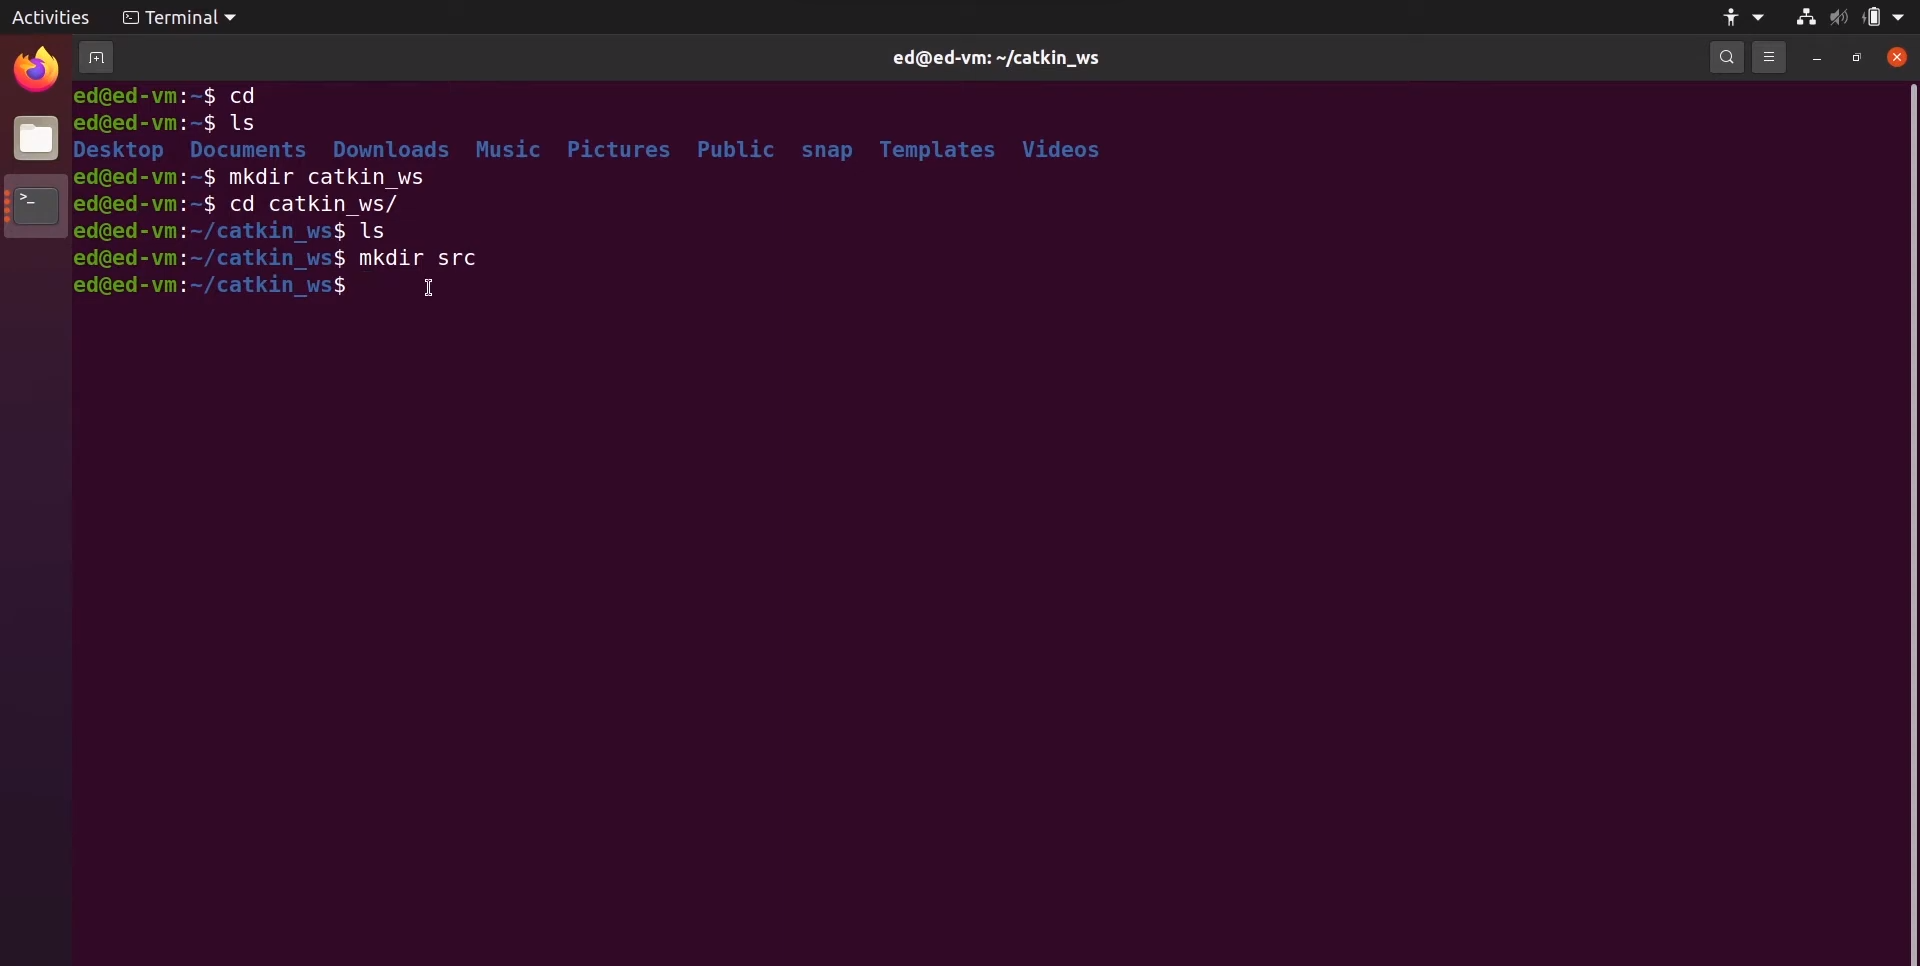 Activities Terminal
ed@ed-vm: ~/catkin_ws
ed@ed-vm:~$ cd
ed@ed-vm:~$ ls
Desktop Documents Downloads Music Pictures Public snap Templates Videos
ed@ed-vm:~$ mkdir catkin_ws
ed@ed-vm:~$ cd catkin_ws/
ed@ed-vm:~/catkin_ws$ ls
ed@ed-vm:~/catkin_ws$ mkdir src
ed@ed-vm:~/catkin_ws$